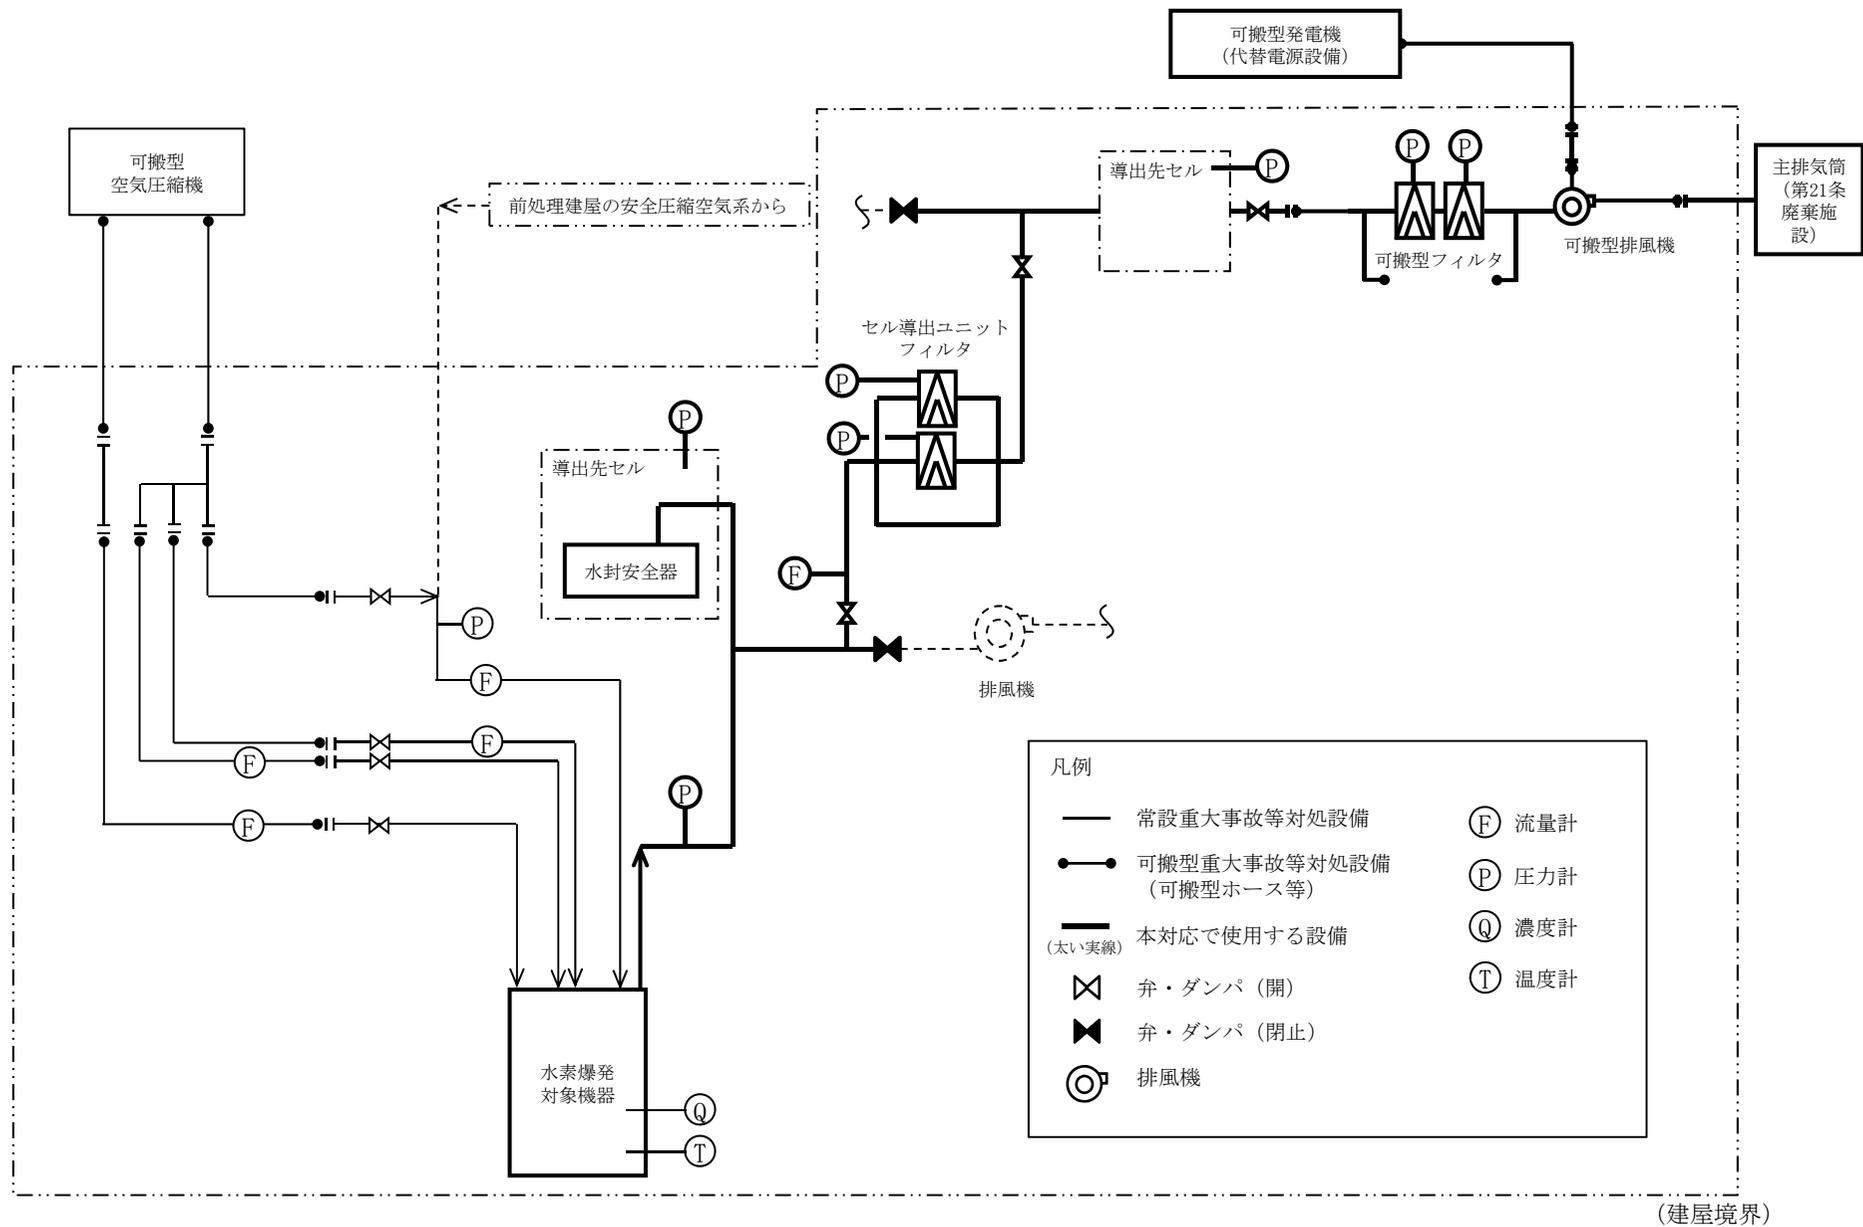 可搬型発電機
（代替電源設備）
可搬型
空気圧縮機
前処理建屋の安全圧縮空気系から
導出先セル
P
P
P
主排気筒
（第21条
廃棄施
設）
可搬型排風機
可搬型フィルタ
セル導出ユニット
フィルタ
P
P
P
導出先セル
水封安全器
F
P
F
排風機
F
F
F
P
水素爆発
対象機器
Q
T
凡例
常設重大事故等対処設備
可搬型重大事故等対処設備
（可搬型ホース等）
（太い実線）
本対応で使用する設備
弁・ダンパ（開）
弁・ダンパ（閉止）
排風機
F 流量計
P 圧力計
Q 濃度計
T 温度計
（建屋境界）